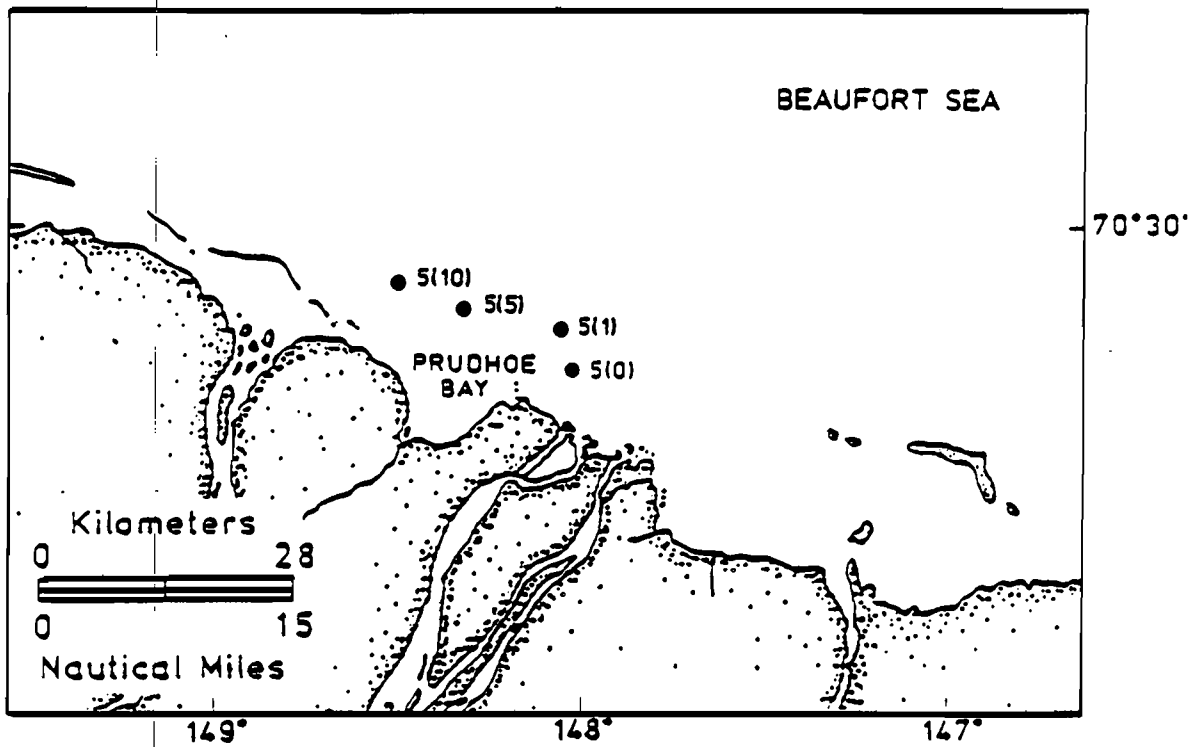 BEAUFORT SEA
70°30'
5(10)
5(5)
5(1)
PRUDHOE
BAY
5(0)
Kilometers
0 28
0 15
Nautical Miles
149° 148° 147°